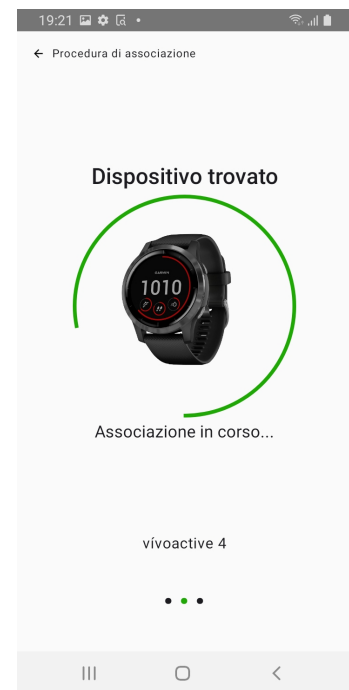 19:21
← Procedura di associazione
Dispositivo trovato
GARMIN
1010
Associazione in corso...
vívoactive 4